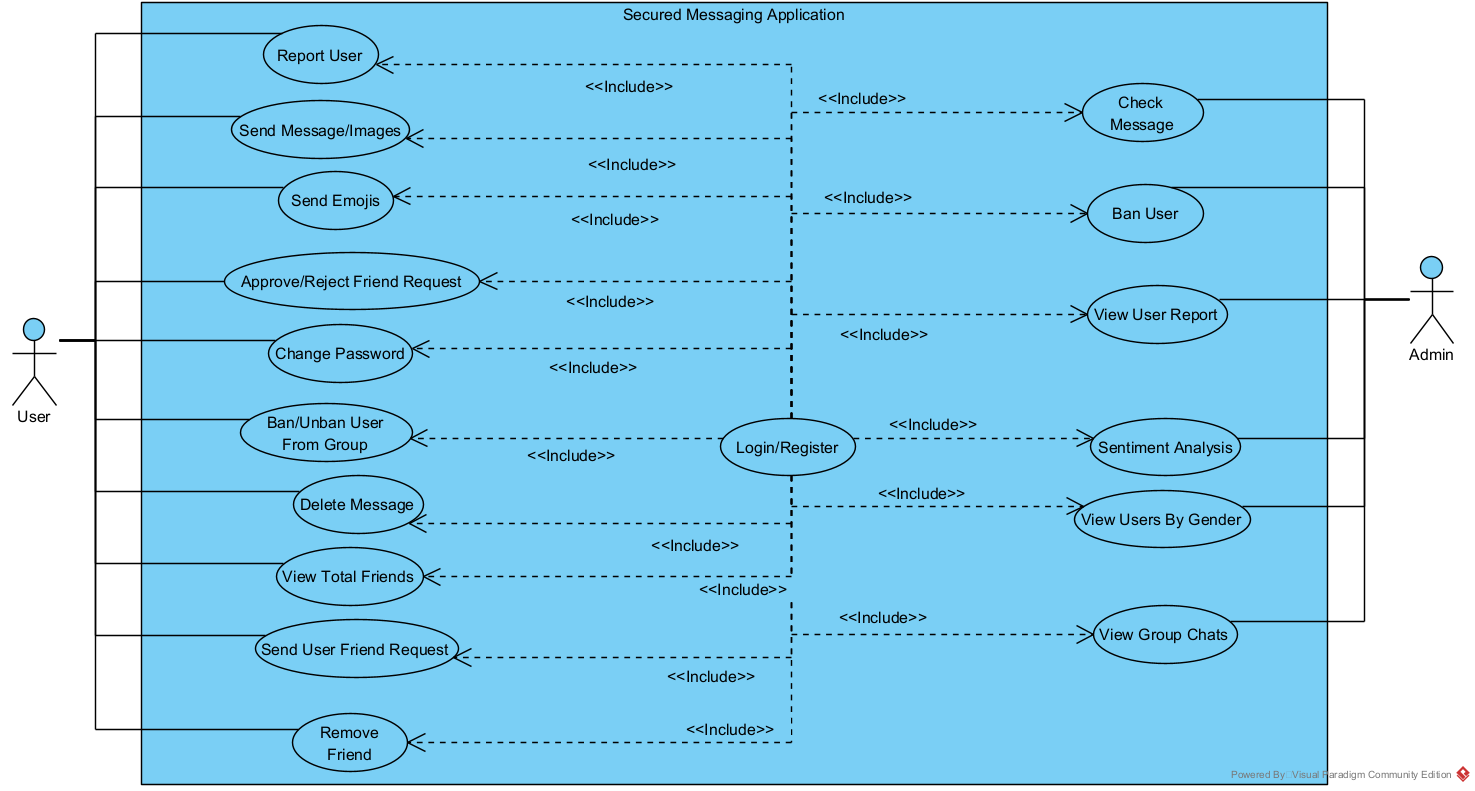 Secured Messaging Application
Report User
<<Include>>
<<Include>>
Check
Message
Send Message/Images
<<Include>>
Send Emojis
<<Include>>
<<Include>>
Ban User
Approve/Reject Friend Request
<<Include>>
View User Report
<<Include>>
Change Password
<<Include>>
User
Admin
Ban/Unban User
From Group
<<Include>>
Login/Register
<<Include>>
Sentiment Analysis
Delete Message
<<Include>>
<<Include>>
View Users By Gender
View Total Friends
<<Include>>
Send User Friend Request
<<Include>>
<<Include>>
View Group Chats
Remove
Friend
<<Include>>
Powered By Visual Paradigm Community Edition